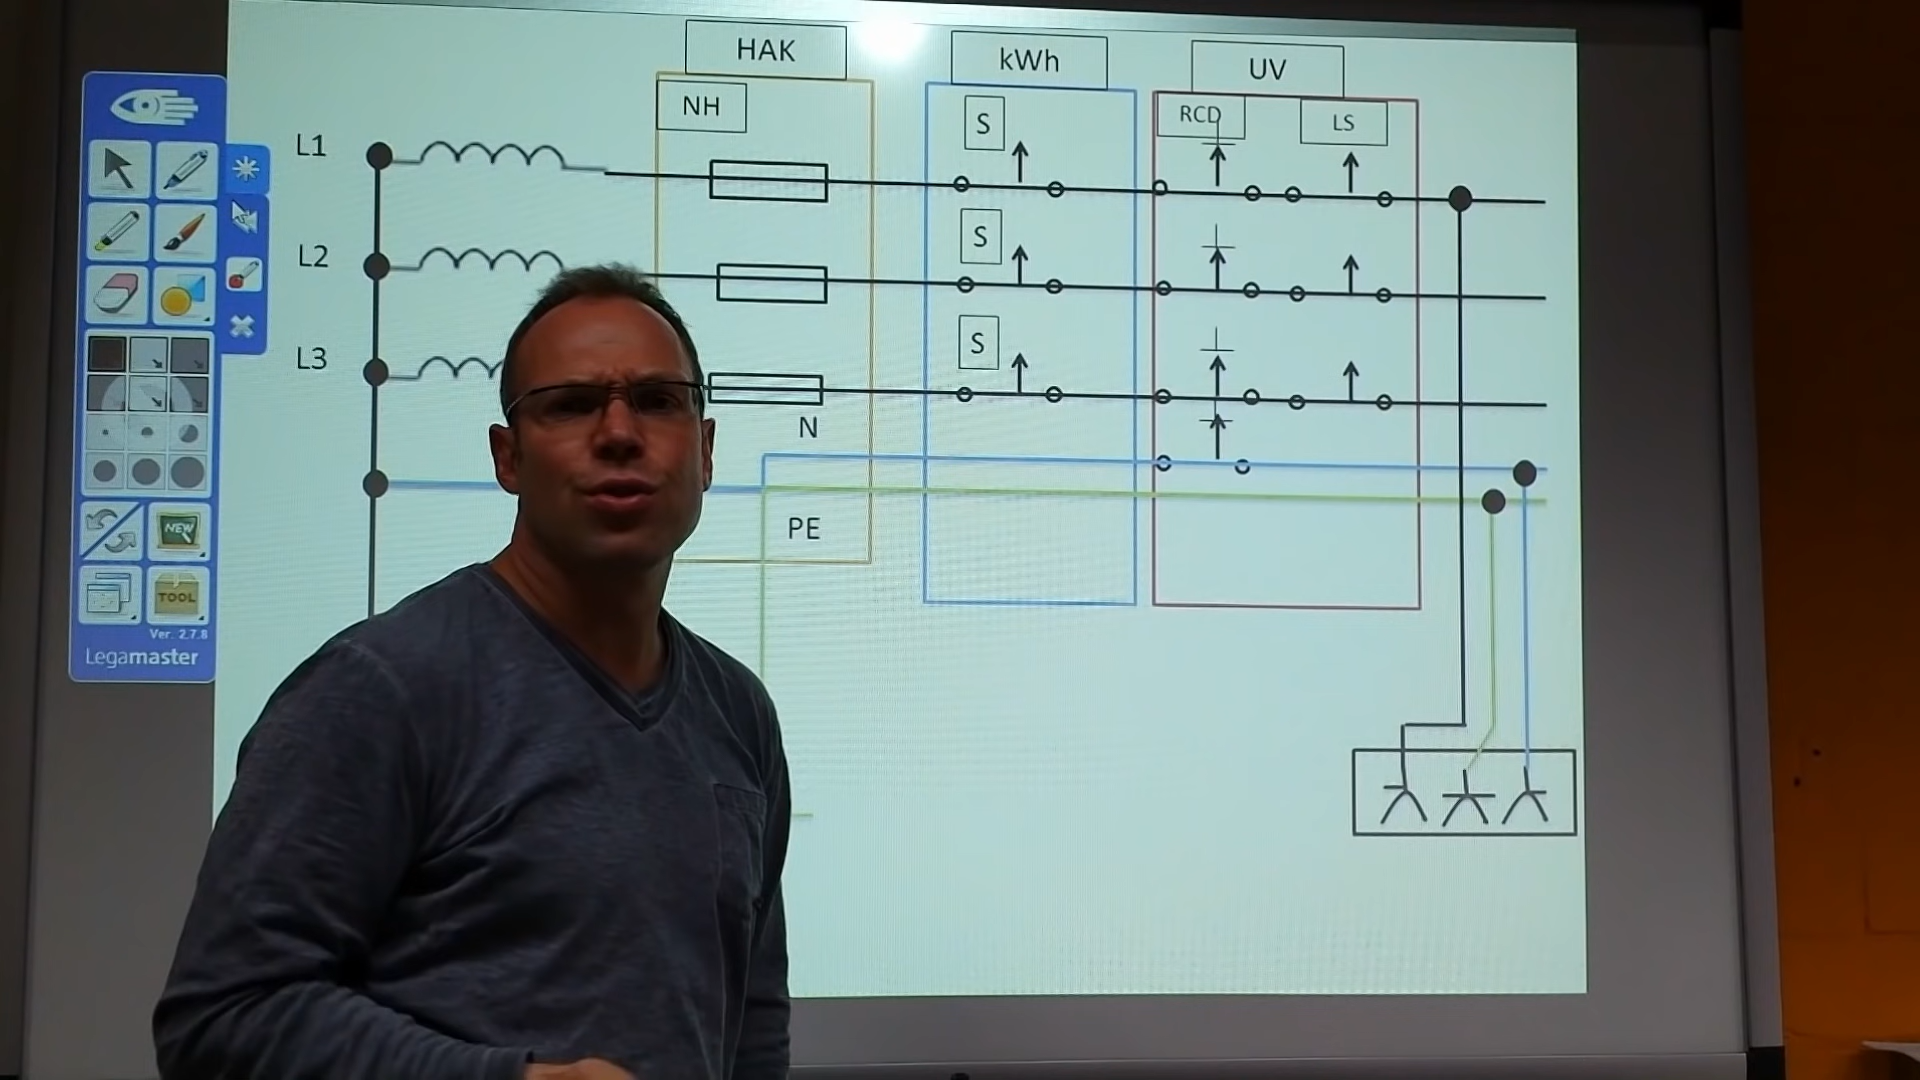 HAK
kWh
UV
NH
S
RCD
LS
L1
L2
S
L3
S
N
PE
NEW
TOOL
Ver. 2.7.8
Legamaster